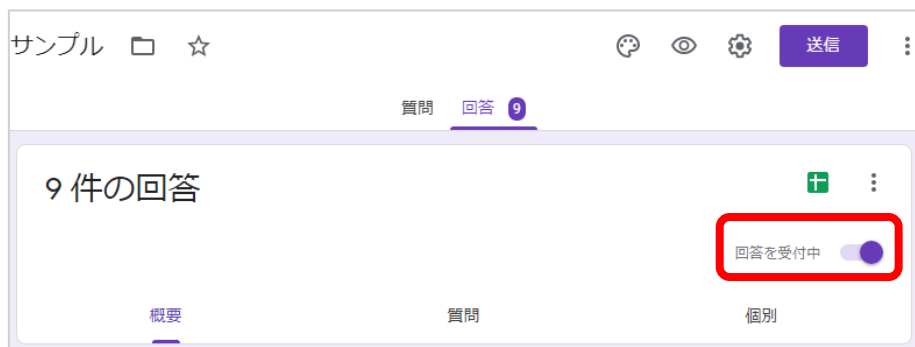 サンプル
送信
質問 回答 9
9 件の回答
回答を受付中
概要 質問 個別